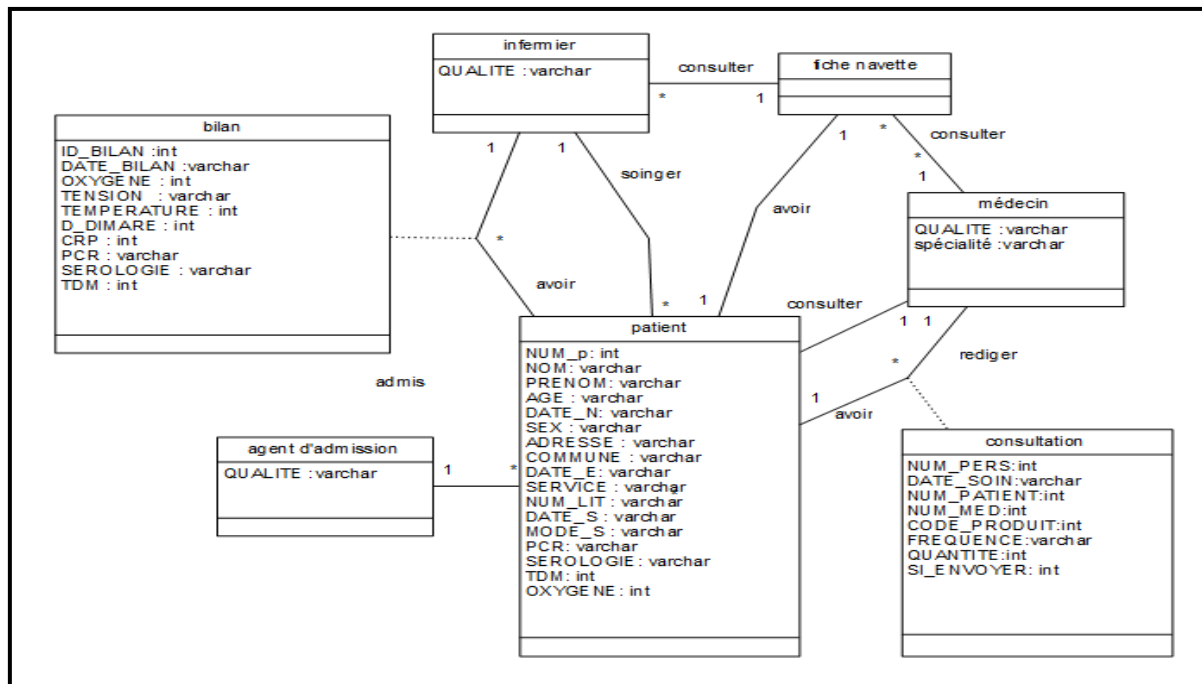 infermier
QUALITE : varchar
consulter
*
1
fiche navette
bilan
ID_BILAN :int
DATE_BILAN :varchar
OXYGENE : int
TENSION : varchar
TEMPERATURE : int
D_DIMARE : int
CRP : int
PCR : varchar
SEROLOGIE : varchar
TDM : int
1
1
soinger
*
avoir
*
1
*
consulter
*
1
avoir
1
médecin
QUALITE : varchar
spécialité :varchar
consulter
1
1
*
rediger
1
avoir
patient
NUM_p: int
NOM: varchar
PRENOM: varchar
AGE : varchar
DATE_N: varchar
SEX : varchar
ADRESSE : varchar
COMMUNE : varchar
DATE_E: varchar
SERVICE : varchar
NUM_LIT : varchar
DATE_S : varchar
MODE_S : varchar
PCR: varchar
SEROLOGIE: varchar
TDM: int
OXYGENE : int
admis
agent d'admission
QUALITE : varchar
1
*
consultation
NUM_PERS:int
DATE_SOIN:varchar
NUM_PATIENT:int
NUM_MED:int
CODE_PRODUIT:int
FREQUENCE:varchar
QUANTITE:int
SI_ENVOYER: int